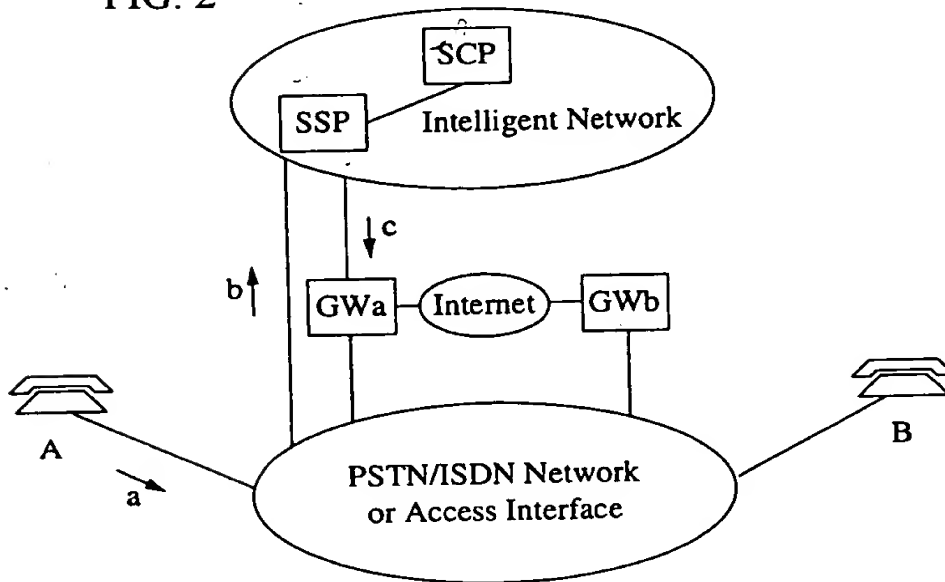 FIG. 2
SCP
SSP
Intelligent Network
c
b
GWa
Internet
GWb
A
B
a
PSTN/ISDN Network
or Access Interface